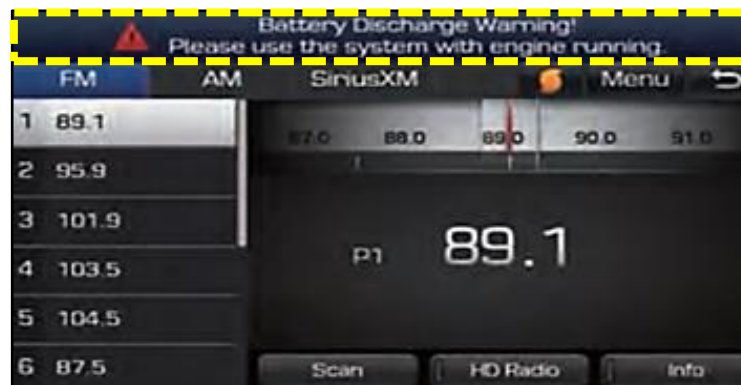 Battery Discharge Warning!
Please use the system with engine running.
FM AM SiriusXM Menu
1 89.1
87.0 88.0 89.0 90.0 91.0
2 95.9
3 101.9
P1 89.1
4 103.5
5 104.5
6 87.5
Scan HD Radio Info